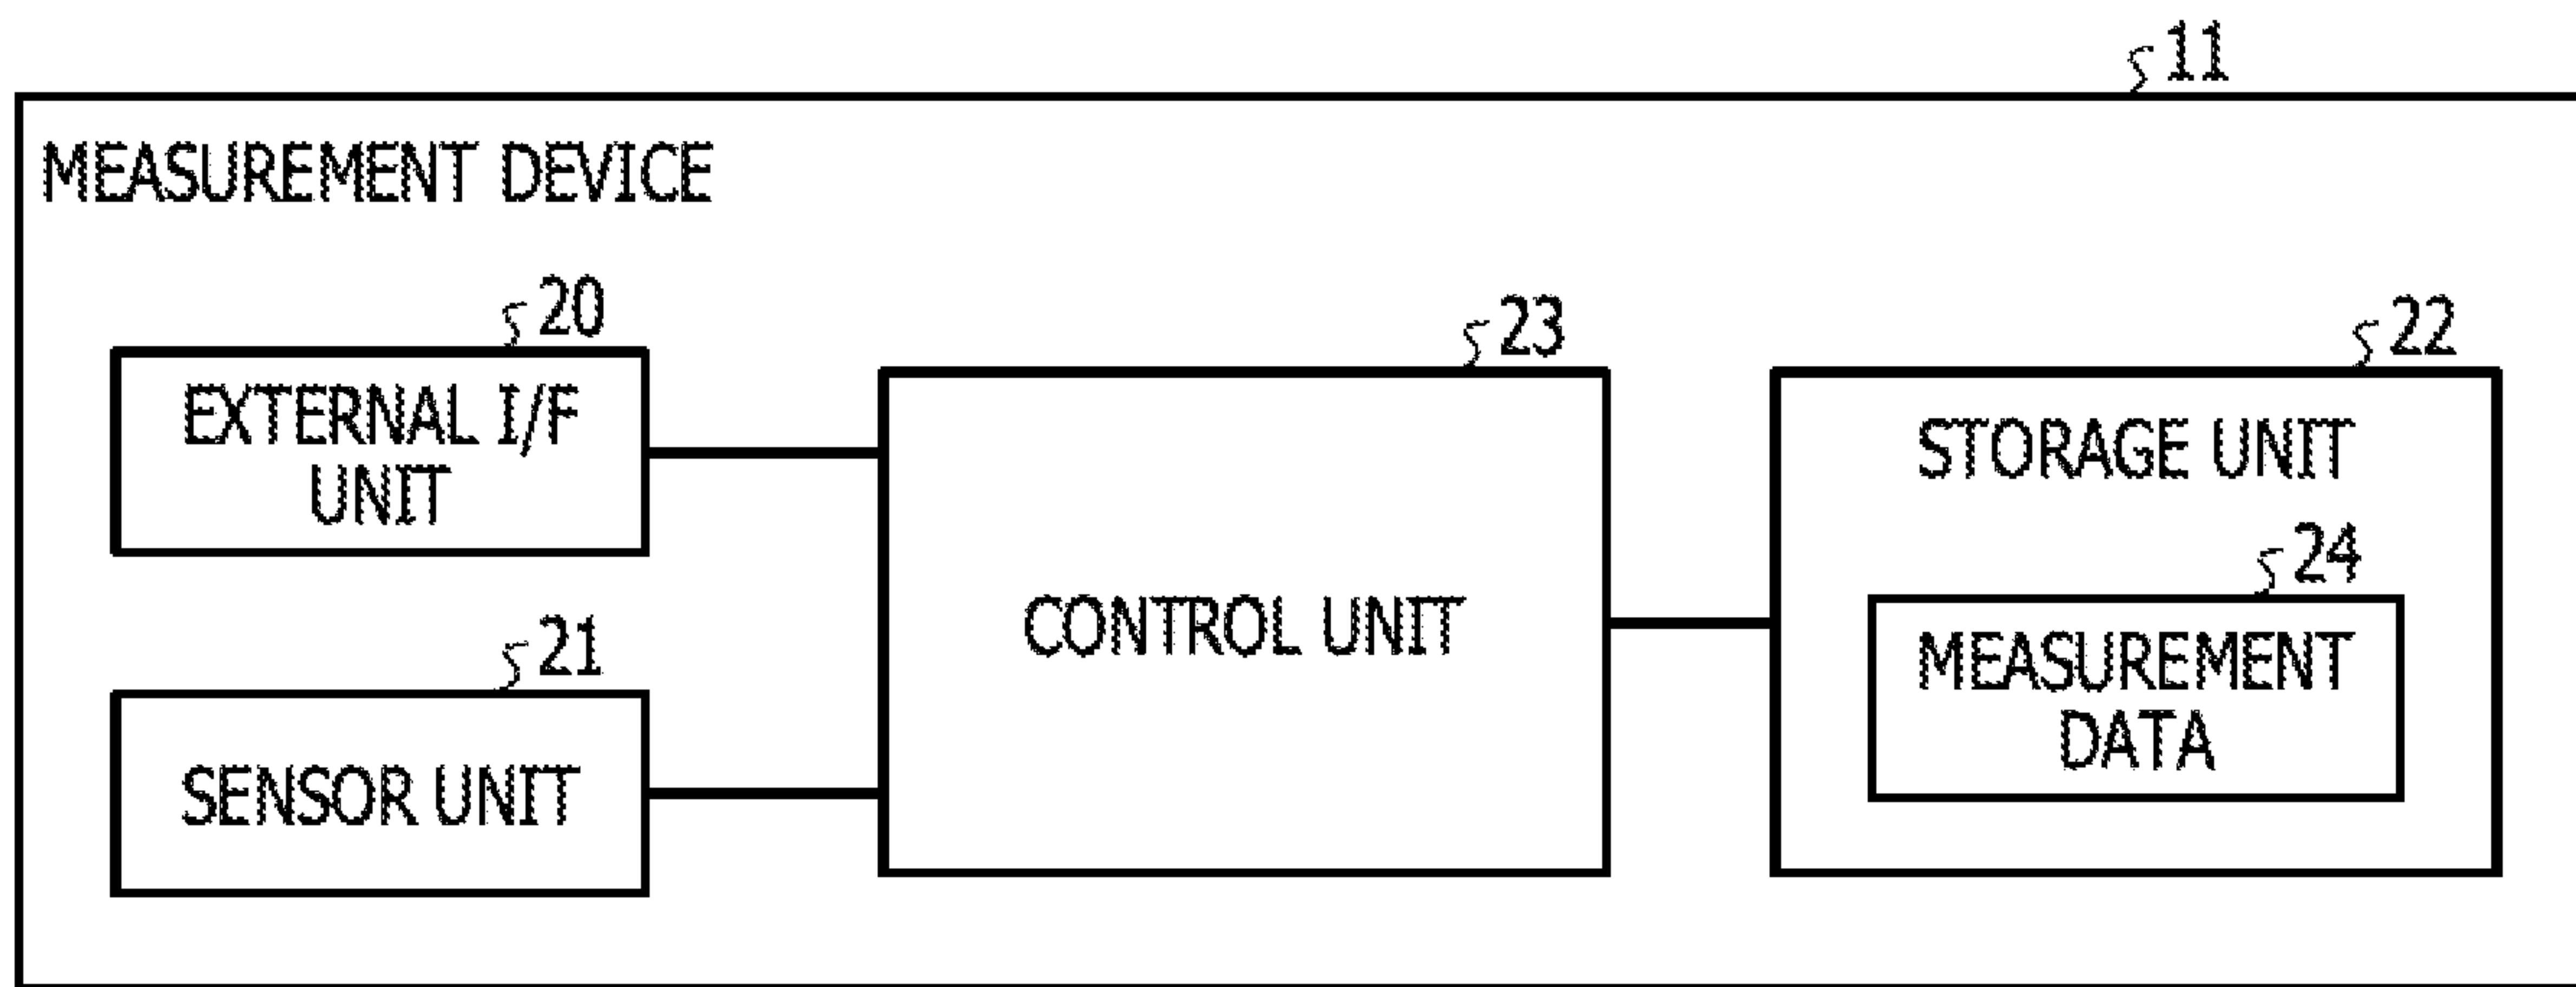 11
MEASUREMENT DEVICE
20
EXTERNAL I/F
UNIT
21
SENSOR UNIT
23
CONTROL UNIT
22
STORAGE UNIT
24
MEASUREMENT
DATA